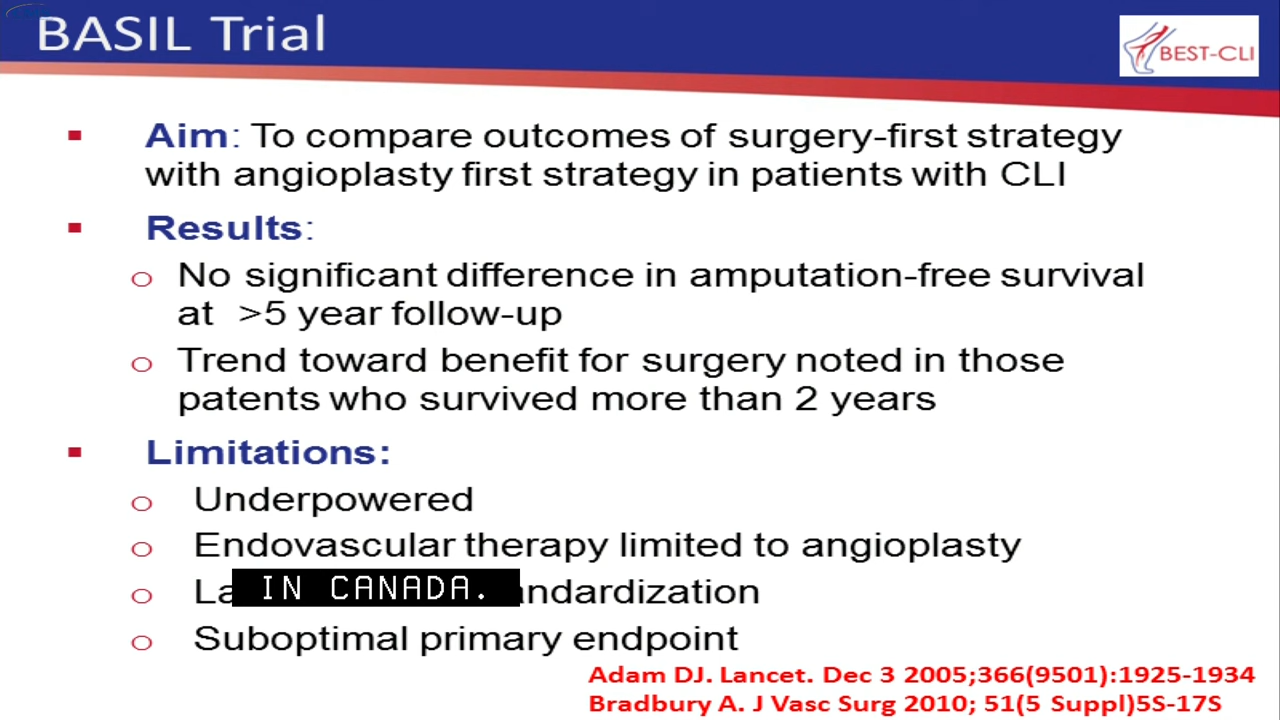 BASIL Trial
BEST-CLI
Aim: To compare outcomes of surgery-first strategy
with angioplasty first strategy in patients with CLI
Results:
No significant difference in amputation-free survival
at >5 year follow-up
Trend toward benefit for surgery noted in those
patents who survived more than 2 years
Limitations:
Underpowered
Endovascular therapy limited to angioplasty
IN CANADA.
Suboptimal primary endpoint
Adam DJ. Lancet. Dec 3 2005;366(9501):1925-1934
Bradbury A. J Vasc Surg 2010; 51(5 Suppl)5S-17S